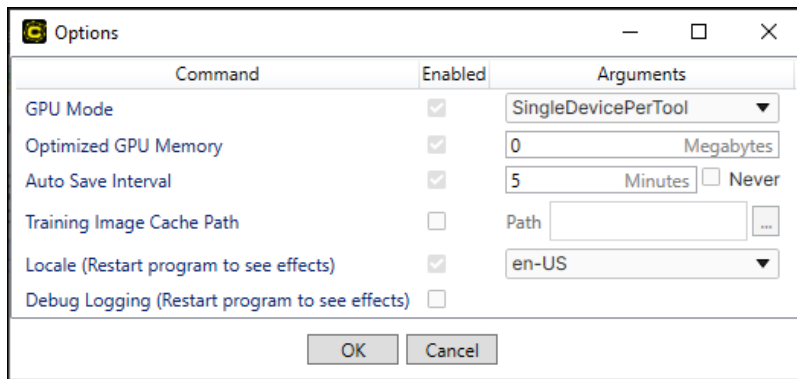 Options
Command Enabled Arguments
GPU Mode SingleDevicePerTool
Optimized GPU Memory 0 Megabytes
Auto Save Interval 5 Minutes Never
Training Image Cache Path Path ...
Locale (Restart program to see effects) en-US
Debug Logging (Restart program to see effects)
OK Cancel